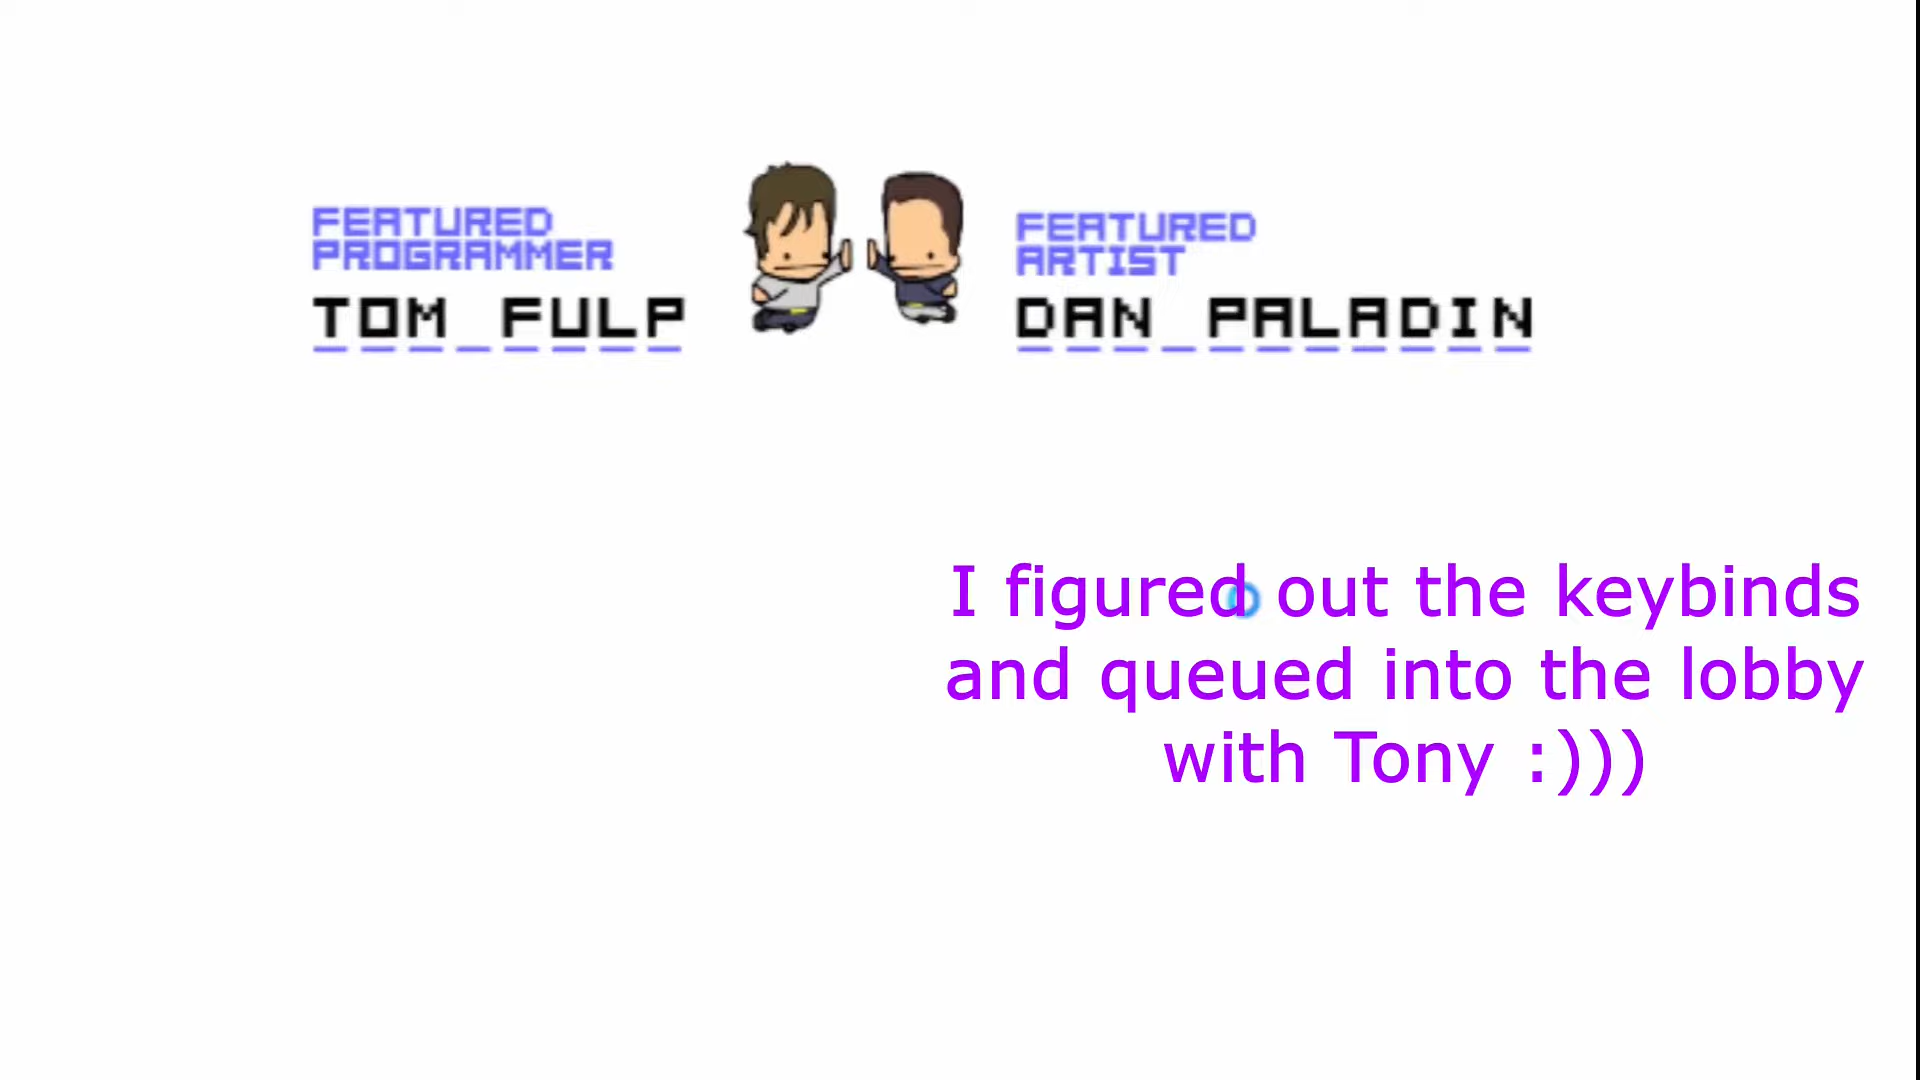 FEATURED
PROGRAMMER
TOM FULP
FEATURED
ARTIST
DAN PALADIN
I figured out the keybinds
and queued into the lobby
with Tony :)))